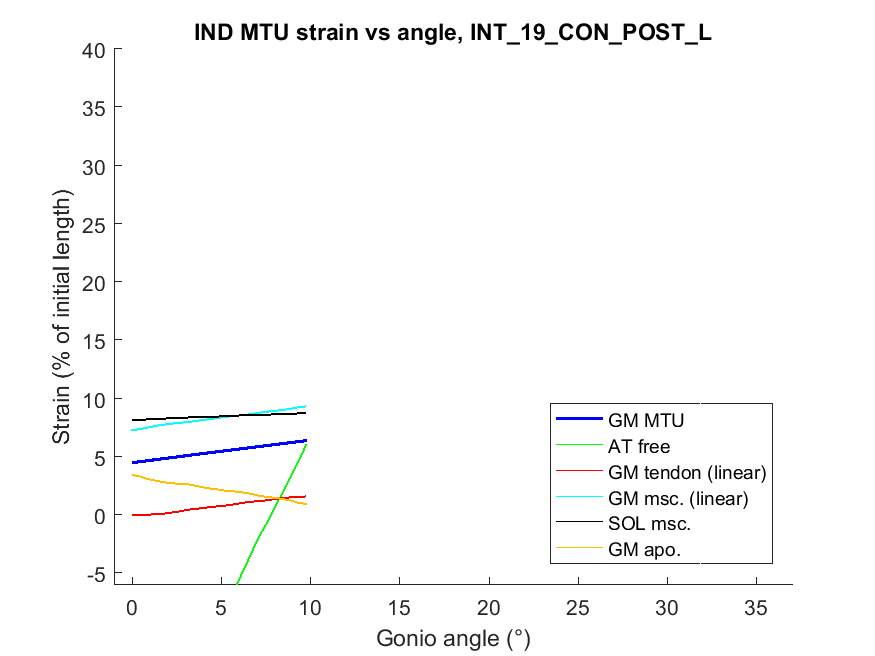 IND MTU strain vs angle, INT_19_CON_POST_L
40
35
30
25
20
15
10
5
0
-5
Strain (% of initial length)
0 5 10 15 20 25 30 35
Gonio angle (°)
GM MTU
AT free
GM tendon (linear)
GM msc. (linear)
SOL msc.
GM apo.